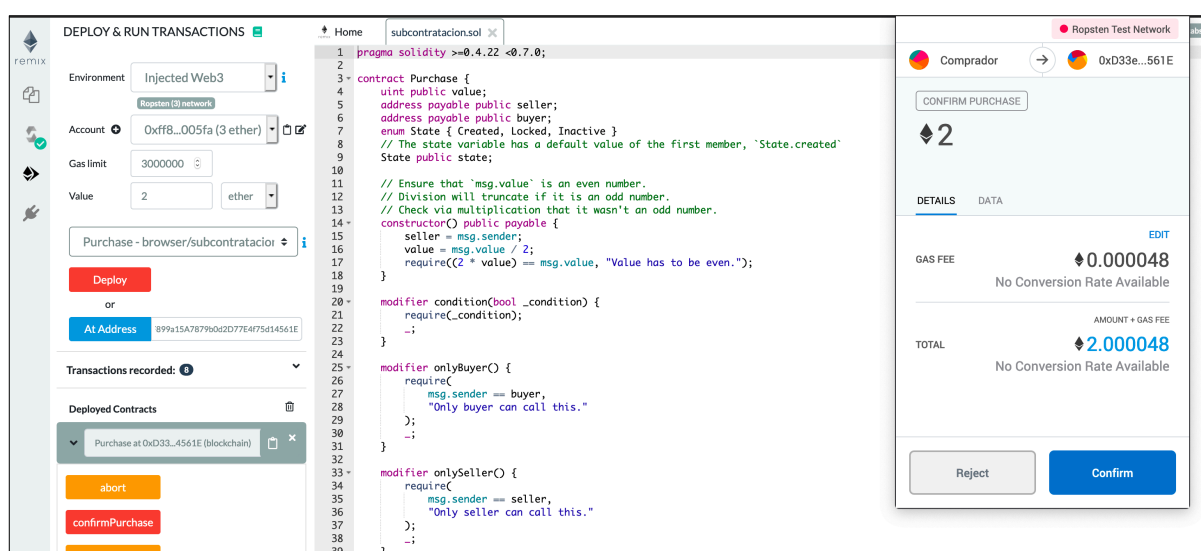 remix
DEPLOY & RUN TRANSACTIONS
Environment
Injected Web3
Ropsten (3) network
Account
0xff8...005fa (3 ether)
Gas limit
3000000
Value
2
ether
Purchase - browser/subcontratacion
Deploy
or
At Address
899a15A7879b0d2D77E4f75d14561E
Transactions recorded: 8
Deployed Contracts
Purchase at 0xD33...4561E (blockchain)
abort
confirmPurchase
Home
subcontratacion.sol
1 pragma solidity >=0.4.22 <0.7.0;
2
3 contract Purchase {
4 uint public value;
5 address payable public seller;
6 address payable public buyer;
7 enum State { Created, Locked, Inactive }
8 // The state variable has a default value of the first member, `State.created`
9 State public state;
10
11 // Ensure that `msg.value` is an even number.
12 // Division will truncate if it is an odd number.
13 // Check via multiplication that it wasn't an odd number.
14 constructor() public payable {
15 seller = msg.sender;
16 value = msg.value / 2;
17 require((2 * value) == msg.value, "Value has to be even.");
18 }
19
20 modifier condition(bool _condition) {
21 require(_condition);
22 _;
23 }
24
25 modifier onlyBuyer() {
26 require(
27 msg.sender == buyer,
28 "Only buyer can call this."
29 );
30 _;
31 }
32
33 modifier onlySeller() {
34 require(
35 msg.sender == seller,
36 "Only seller can call this."
37 );
38 _;
39 }
Ropsten Test Network
Comprador
0xD33e...561E
CONFIRM PURCHASE
2
DETAILS
DATA
EDIT
GAS FEE
0.000048
No Conversion Rate Available
AMOUNT + GAS FEE
TOTAL
2.000048
No Conversion Rate Available
Reject
Confirm